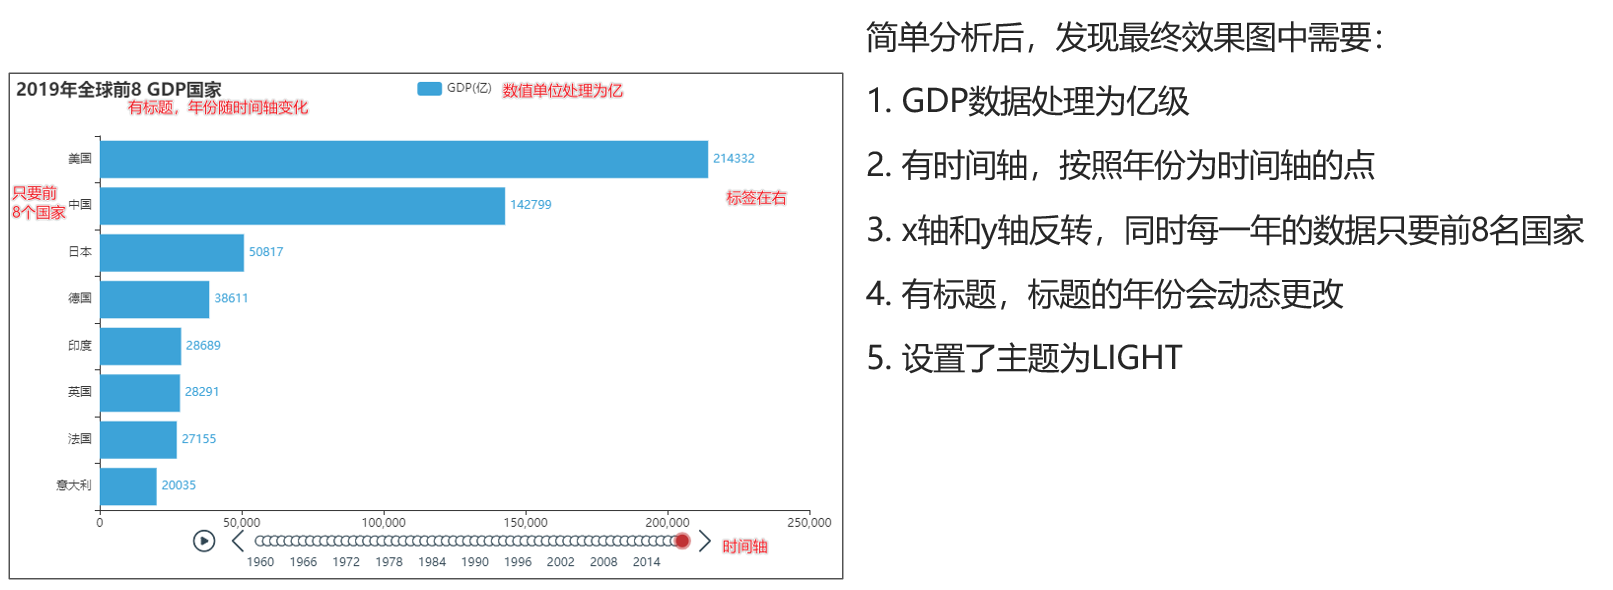 2019年全球前8 GDP国家
有标题，年份随时间轴变化
GDP(亿)
数值单位处理为亿
美国
214332
只要前
8个国家
中国
142799
标签在右
日本
50817
德国
38611
印度
28689
英国
28291
法国
27155
意大利
20035
0
50,000
100,000
150,000
200,000
250,000
时间轴
1960
1966
1972
1978
1984
1990
1996
2002
2008
2014
简单分析后，发现最终效果图中需要：
1. GDP数据处理为亿级
2. 有时间轴，按照年份为时间轴的点
3. x轴和y轴反转，同时每一年的数据只要前8名国家
4. 有标题，标题的年份会动态更改
5. 设置了主题为LIGHT